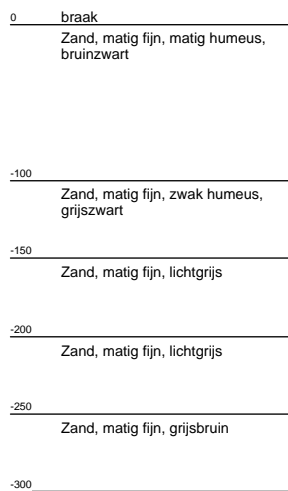 0 braak
Zand, matig fijn, matig humeus,
bruinzwart
-100
Zand, matig fijn, zwak humeus,
grijszwart
-150
Zand, matig fijn, lichtgrijs
-200
Zand, matig fijn, lichtgrijs
-250
Zand, matig fijn, grijsbruin
-300